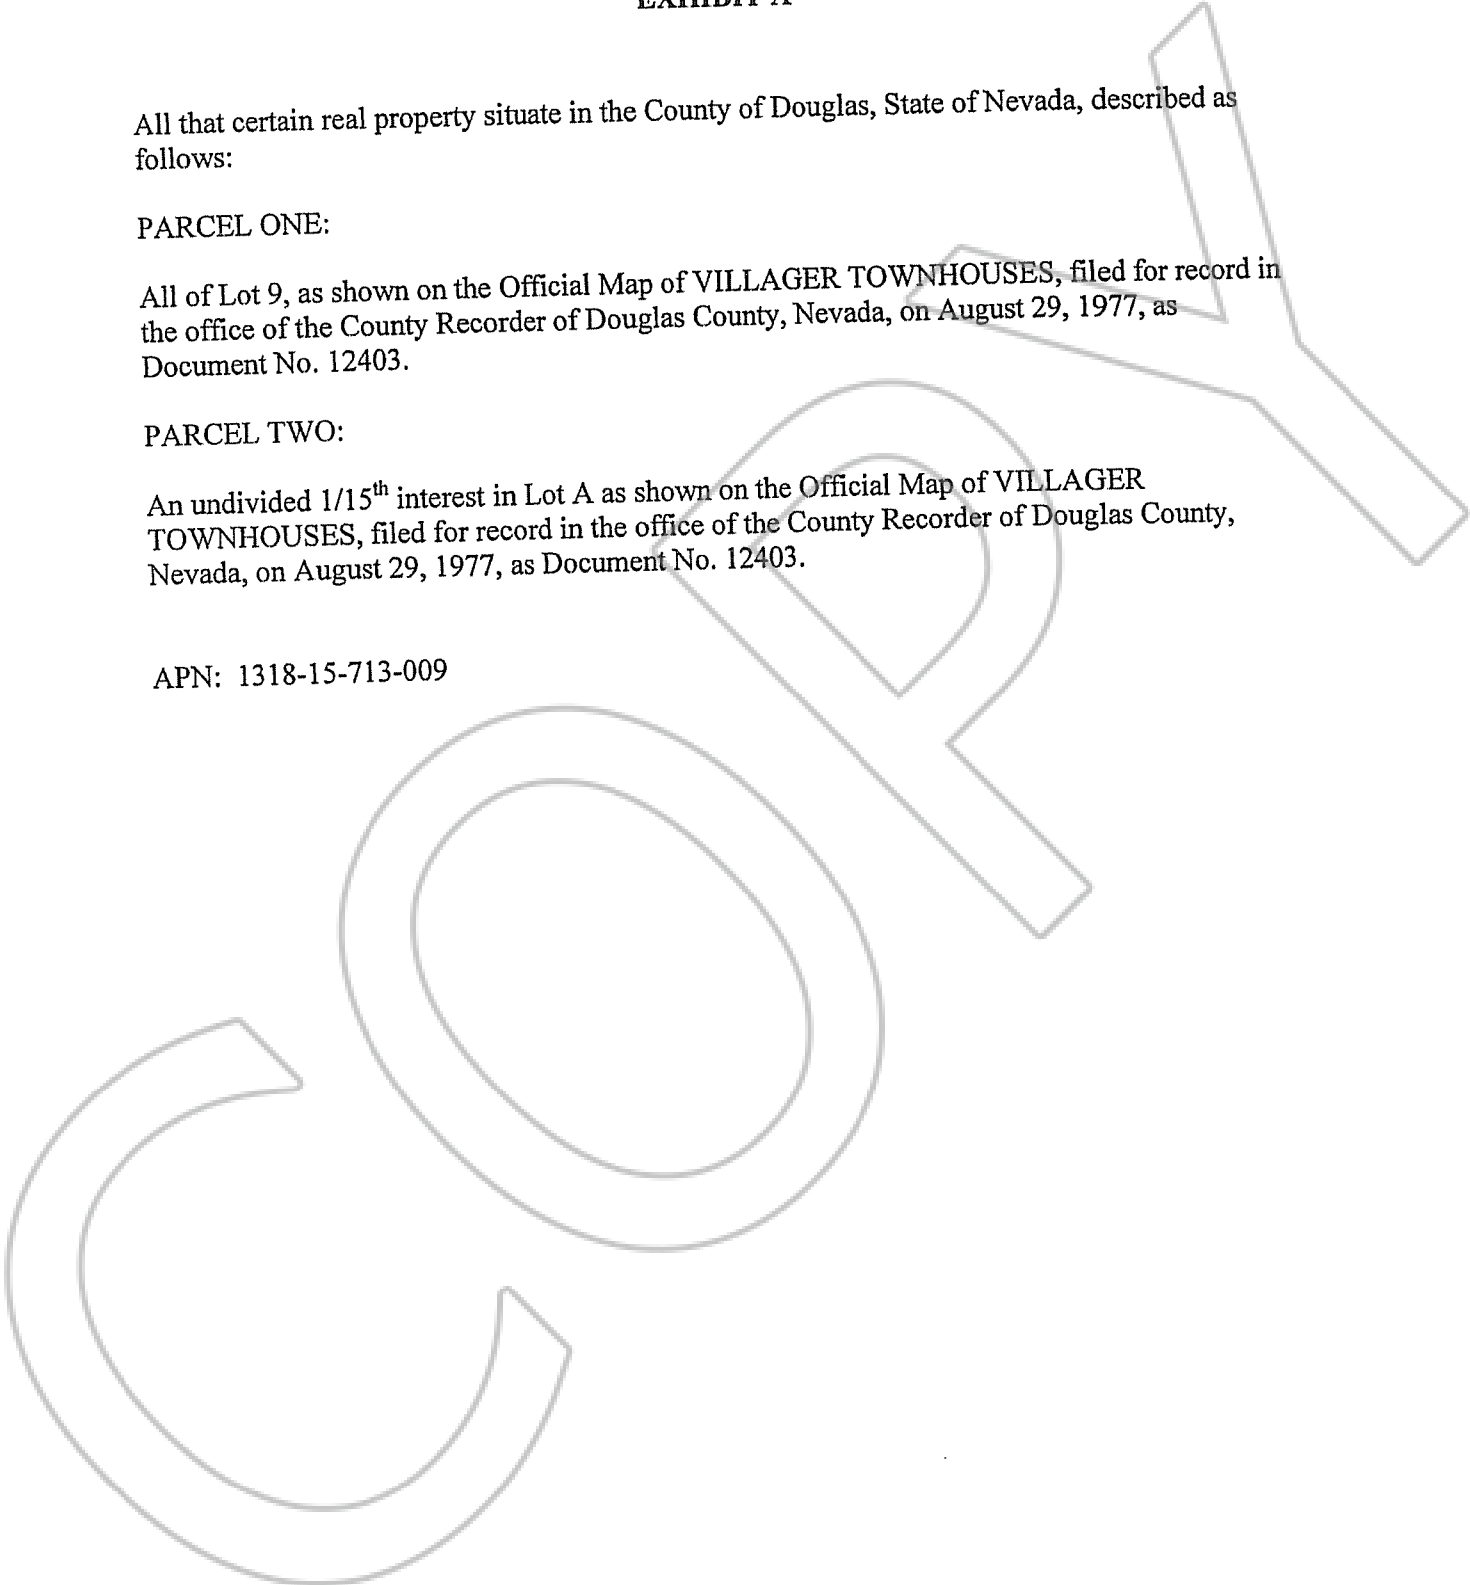 EXHIBIT A
All that certain real property situate in the County of Douglas, State of Nevada, described as
follows:
PARCEL ONE:
All of Lot 9, as shown on the Official Map of VILLAGER TOWNHOUSES, filed for record in
the office of the County Recorder of Douglas County, Nevada, on August 29, 1977, as
Document No. 12403.
PARCEL TWO:
An undivided 1/15th interest in Lot A as shown on the Official Map of VILLAGER
TOWNHOUSES, filed for record in the office of the County Recorder of Douglas County,
Nevada, on August 29, 1977, as Document No. 12403.
APN: 1318-15-713-009
COPY